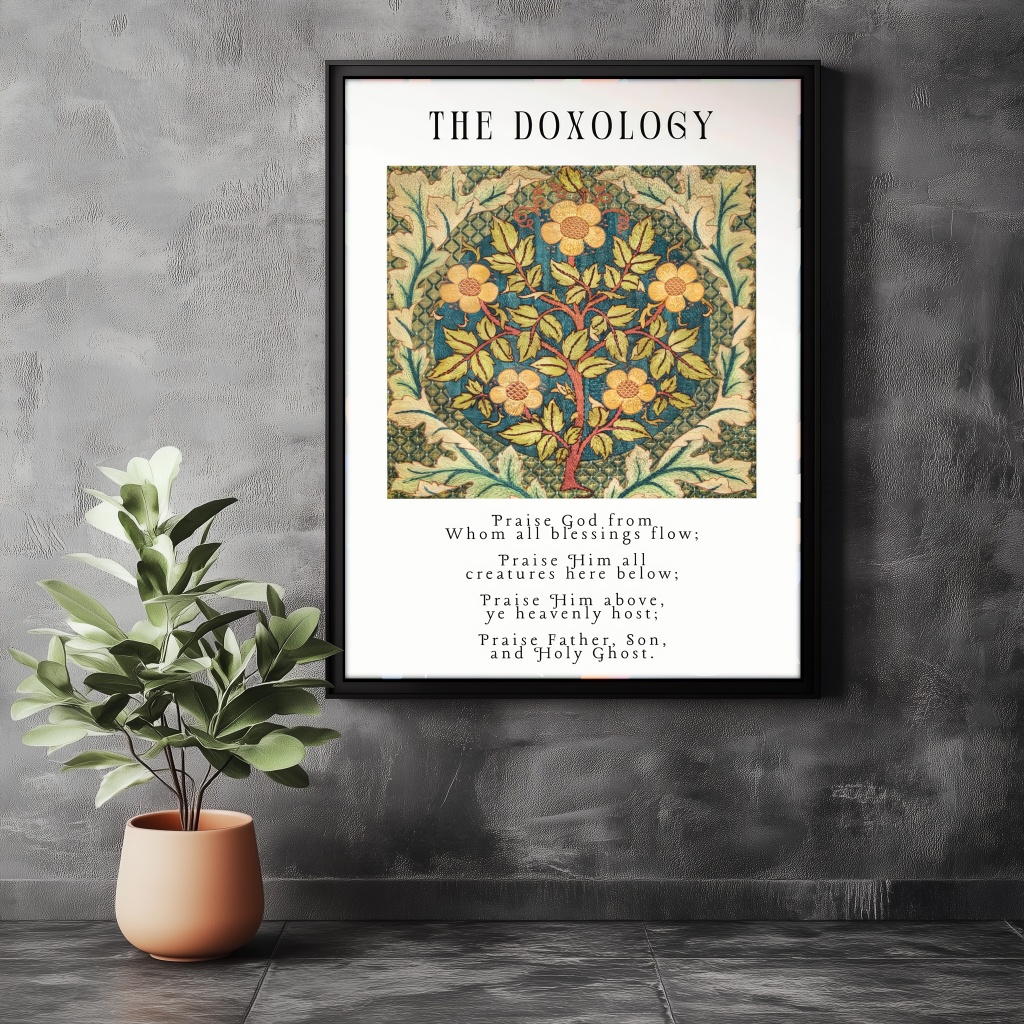 THE DOXOLOGY
Praise God from
Whom all blessings flow;
Praise Him all
creatures here below;
Praise Him above,
ye heavenly host;
Praise Father, Son,
and Holy Ghost.